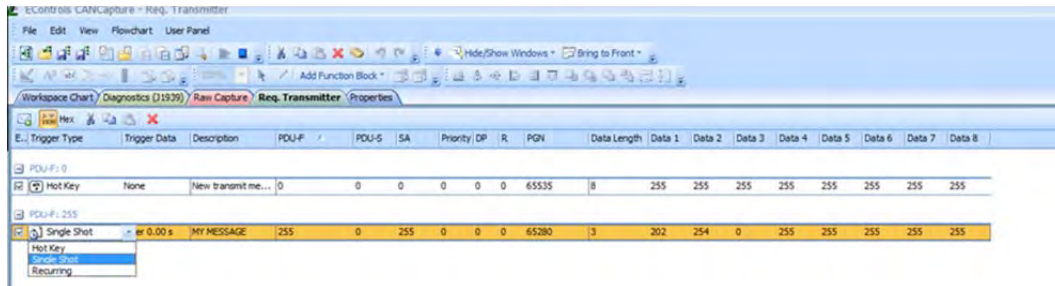 EControls CANCapture - Req. Transmitter
File Edit View Flowchart User Panel
Hide/Show Windows Bring to Front
Add Function Block
Workspace Chart Diagnostics (J1939) Raw Capture Req. Transmitter Properties
Hex
E.. Trigger Type Trigger Data Description PDU-F PDU-S SA Priority DP R PGN Data Length Data 1 Data 2 Data 3 Data 4 Data 5 Data 6 Data 7 Data 8
PDU-F: 0
Hot Key None New transmit me... 0 0 0 0 0 0 65535 8 255 255 255 255 255 255 255 255
PDU-F: 255
Single Shot er 0.00 s MY MESSAGE 255 0 255 0 0 0 65280 3 202 254 0 255 255 255 255 255
Hot Key
Single Shot
Recurring